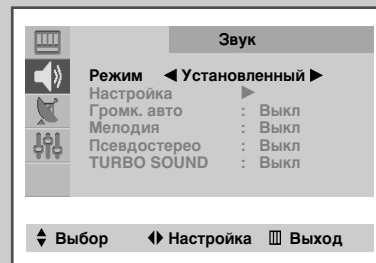 Звук
Режим ◀ Установленный ▶
Настройка ▶
Громк. авто : Выкл
Мелодия : Выкл
Псевдостерео : Выкл
TURBO SOUND : Выкл
Выбор Настройка Выход